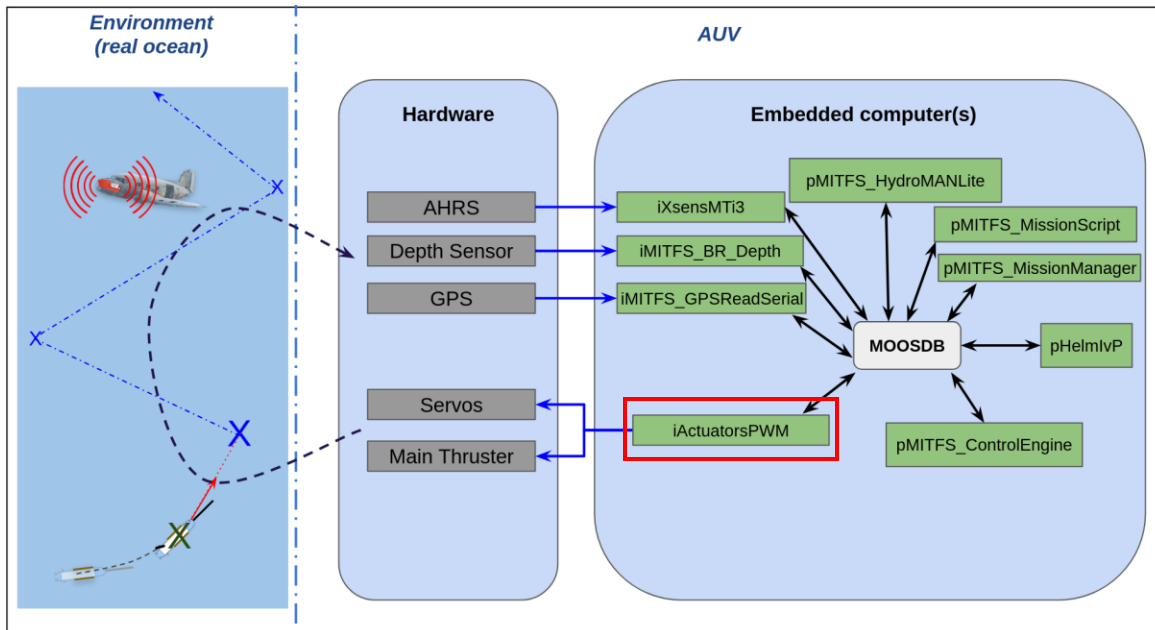 Environment
(real ocean)
AUV
Hardware
Embedded computer(s)
pMITFS_HydroMANLite
AHRS
iXsensMTi3
pMITFS_MissionScript
Depth Sensor
iMITFS_BR_Depth
pMITFS_MissionManager
GPS
iMITFS_GPSReadSerial
MOOSDB
pHelmIvP
Servos
iActuatorsPWM
pMITFS_ControlEngine
Main Thruster
X
X
X
X